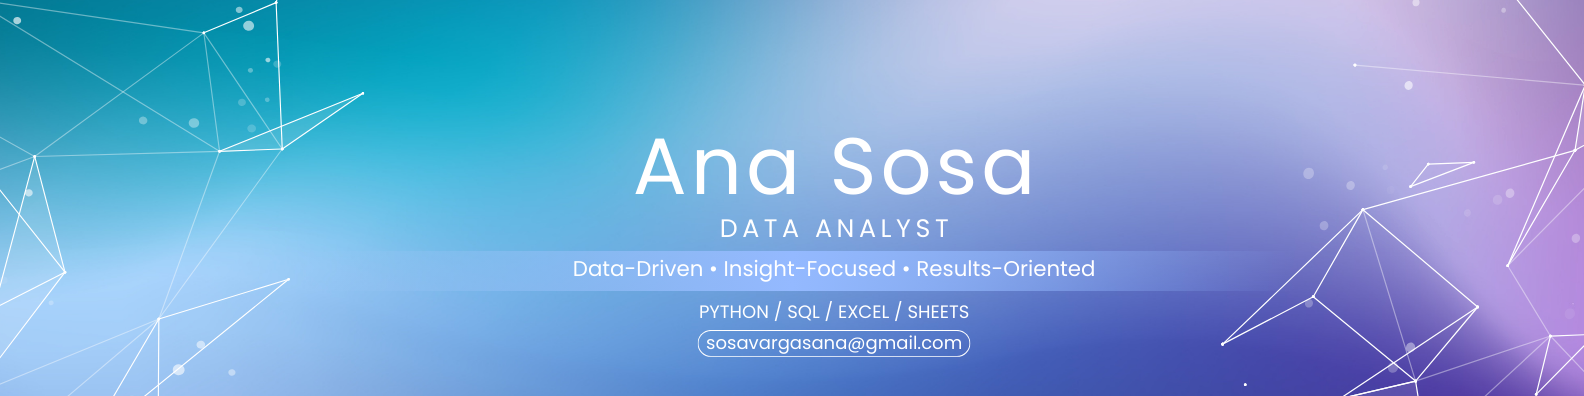 Ana Sosa
DATA ANALYST
Data-Driven • Insight-Focused • Results-Oriented
PYTHON / SQL / EXCEL / SHEETS
sosavargasana@gmail.com